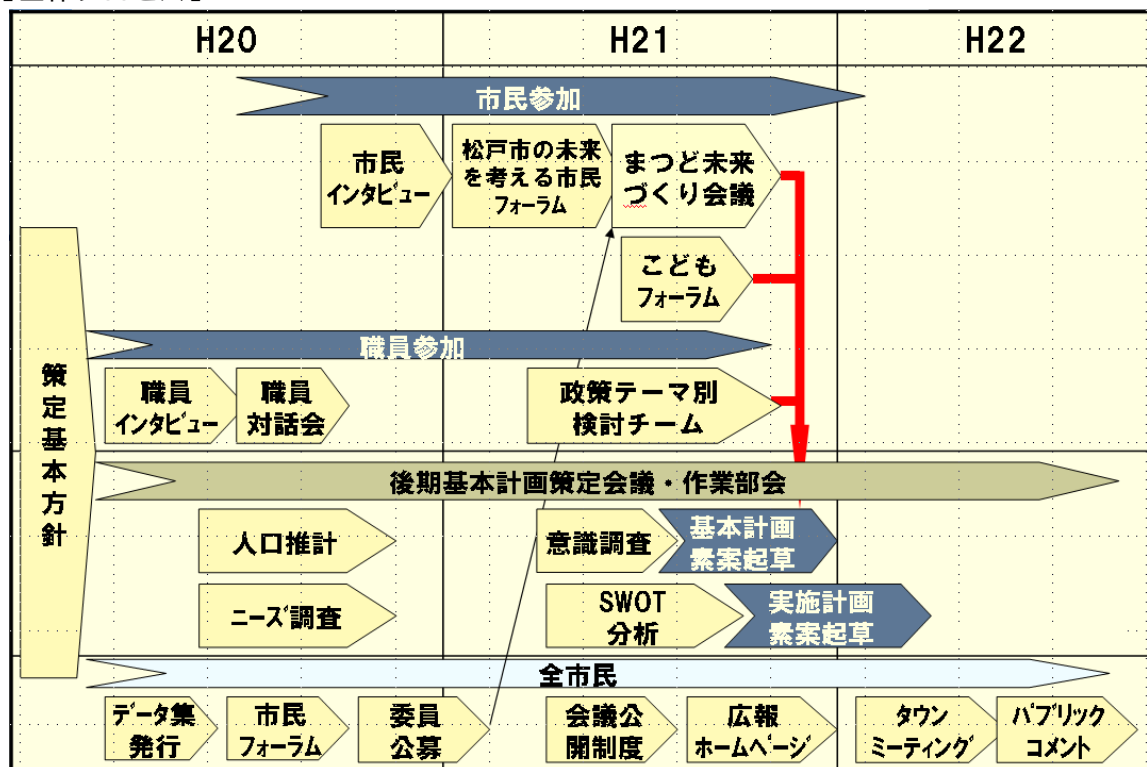 H20
H21
H22
市民参加
市民
インタビュー
松戸市の未来
を考える市民
フォーラム
まつど未来
づくり会議
こども
フォーラム
職員参加
策定基本方針
職員
インタビュー
職員
対話会
政策テーマ別
検討チーム
後期基本計画策定会議・作業部会
人口推計
意識調査
基本計画
素案起草
ニーズ調査
SWOT
分析
実施計画
素案起草
全市民
データ集
発行
市民
フォーラム
委員
公募
会議公
開制度
広報
ホームページ
タウン
ミーティング
パブリック
コメント